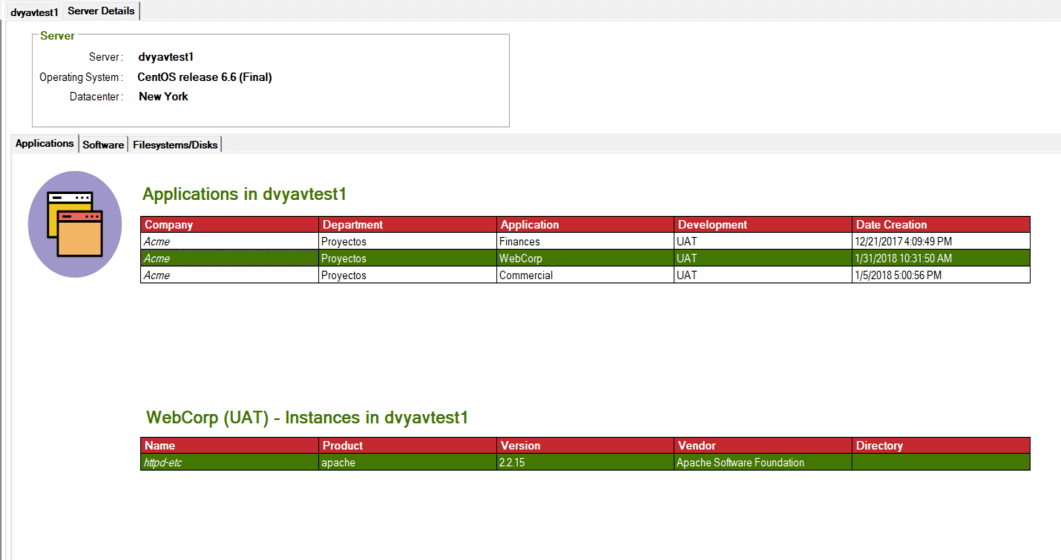 dvyavtest1 Server Details
Server
Server : dvyavtest1
Operating System : CentOS release 6.6 (Final)
Datacenter : New York
Applications Software Filesystems/Disks
Applications in dvyavtest1
Company Department Application Development Date Creation
Acme Proyectos Finances UAT 12/21/2017 4:09:49 PM
Acme Proyectos WebCorp UAT 1/31/2018 10:31:50 AM
Acme Proyectos Commercial UAT 1/5/2018 5:00:56 PM
WebCorp (UAT) - Instances in dvyavtest1
Name Product Version Vendor Directory
httpd-etc apache 2.2.15 Apache Software Foundation